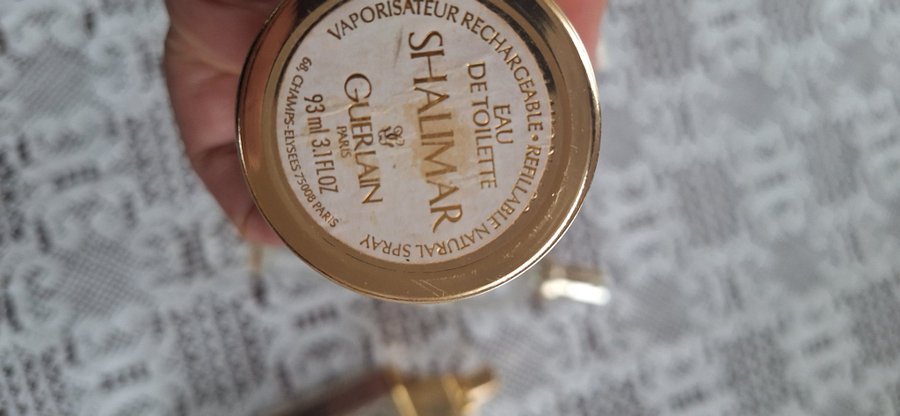 VAPORISATEUR RECHARGEABLE • REFILLABLE NATURAL SPRAY
EAU
DE TOILETTE
SHALIMAR
GUERLAIN
PARIS
93 ml 3.1 FL OZ
68, CHAMPS-ELYSEES 75008 PARIS